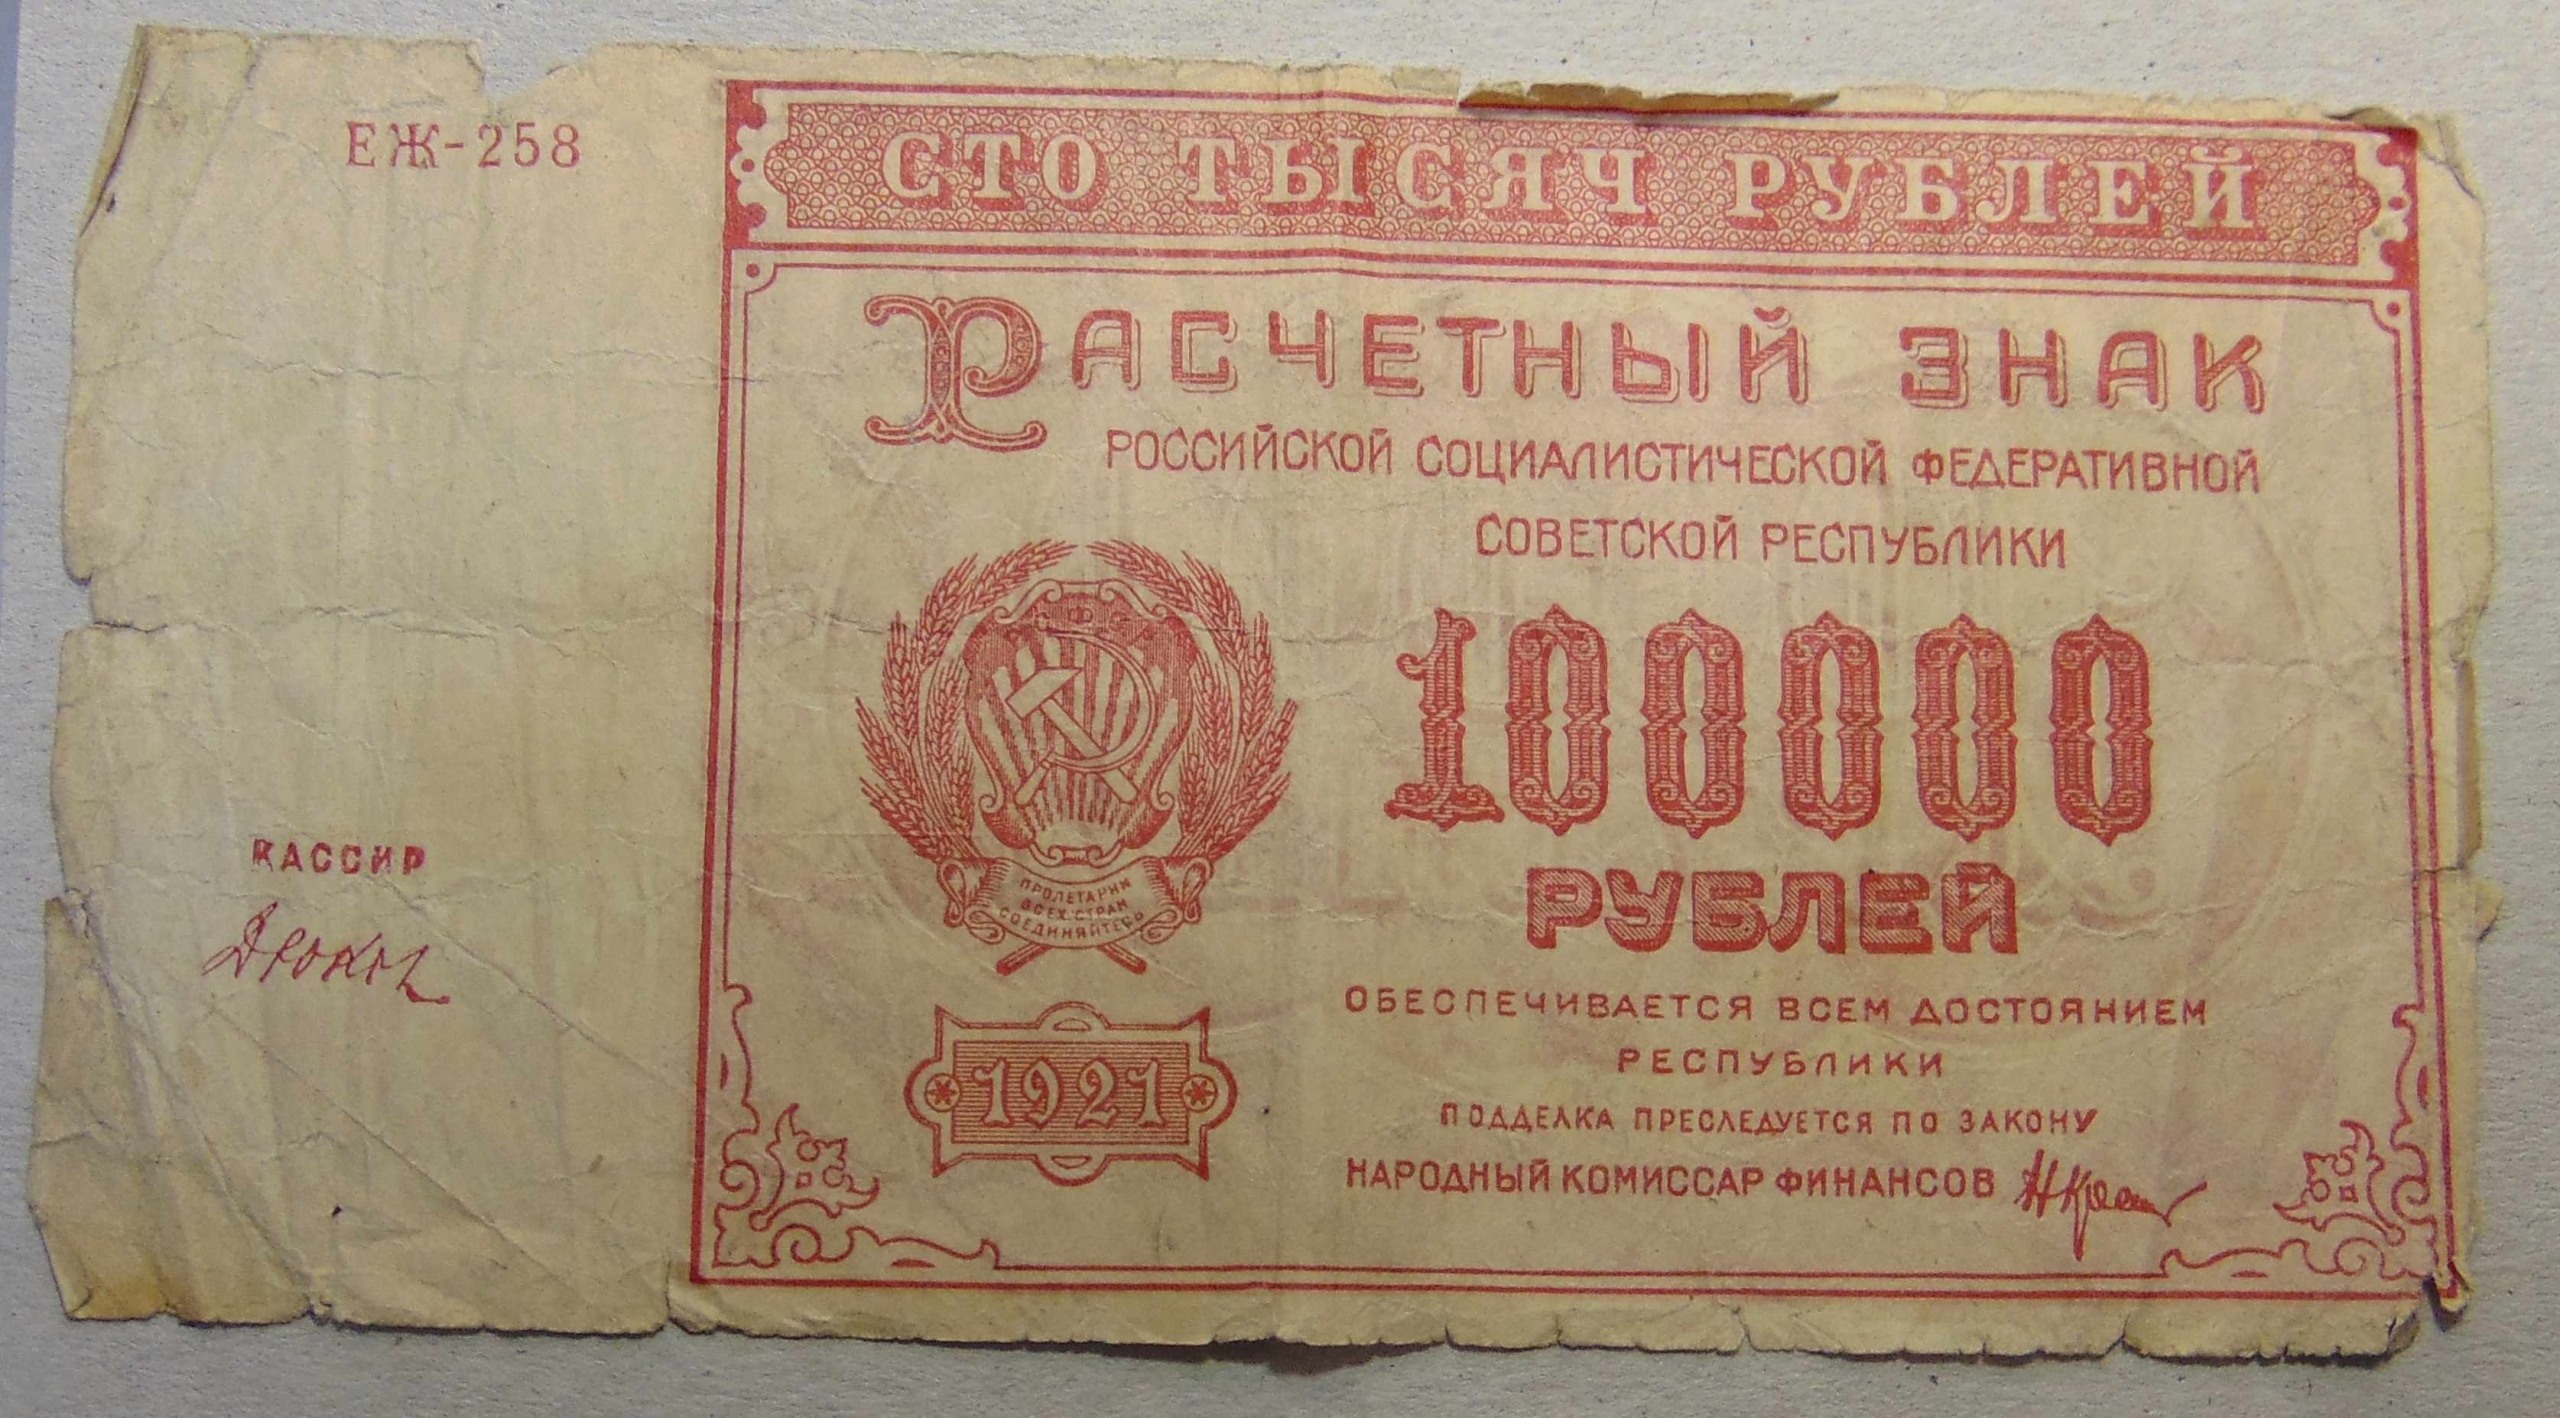 ЕЖ-258
СТО ТЫСЯЧ РУБЛЕЙ
РАСЧЕТНЫЙ ЗНАК
РОССИЙСКОЙ СОЦИАЛИСТИЧЕСКОЙ ФЕДЕРАТИВНОЙ
СОВЕТСКОЙ РЕСПУБЛИКИ
Р.С.Ф.С.Р.
ПРОЛЕТАРИИ
ВСЕХ СТРАН
СОЕДИНЯЙТЕСЬ
1921
100000
РУБЛЕЙ
ОБЕСПЕЧИВАЕТСЯ ВСЕМ ДОСТОЯНИЕМ
РЕСПУБЛИКИ
ПОДДЕЛКА ПРЕСЛЕДУЕТСЯ ПО ЗАКОНУ
НАРОДНЫЙ КОМИССАР ФИНАНСОВ
КАССИР